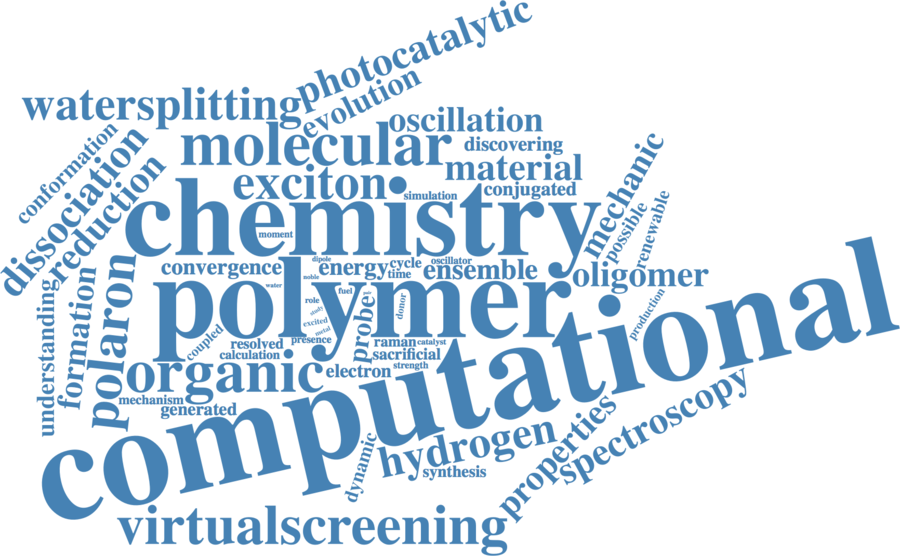 photocatalytic
watersplitting
evolution
oscillation
molecular
discovering
conformation
dissociation
reduction
material
mechanic
exciton
conjugated
simulation
chemistry
possible
renewable
moment
convergence
dipole
energy
cycle
oscillator
ensemble
time
noble
oligomer
water
fuel
polymer
role
donor
probe
study
excited
metal
presence
production
understanding
formation
polaron
coupled
resolved
raman
catalyst
calculation
sacrificial
strength
organic
electron
computational
mechanism
generated
hydrogen
properties
spectroscopy
dynamic
synthesis
virtualscreening